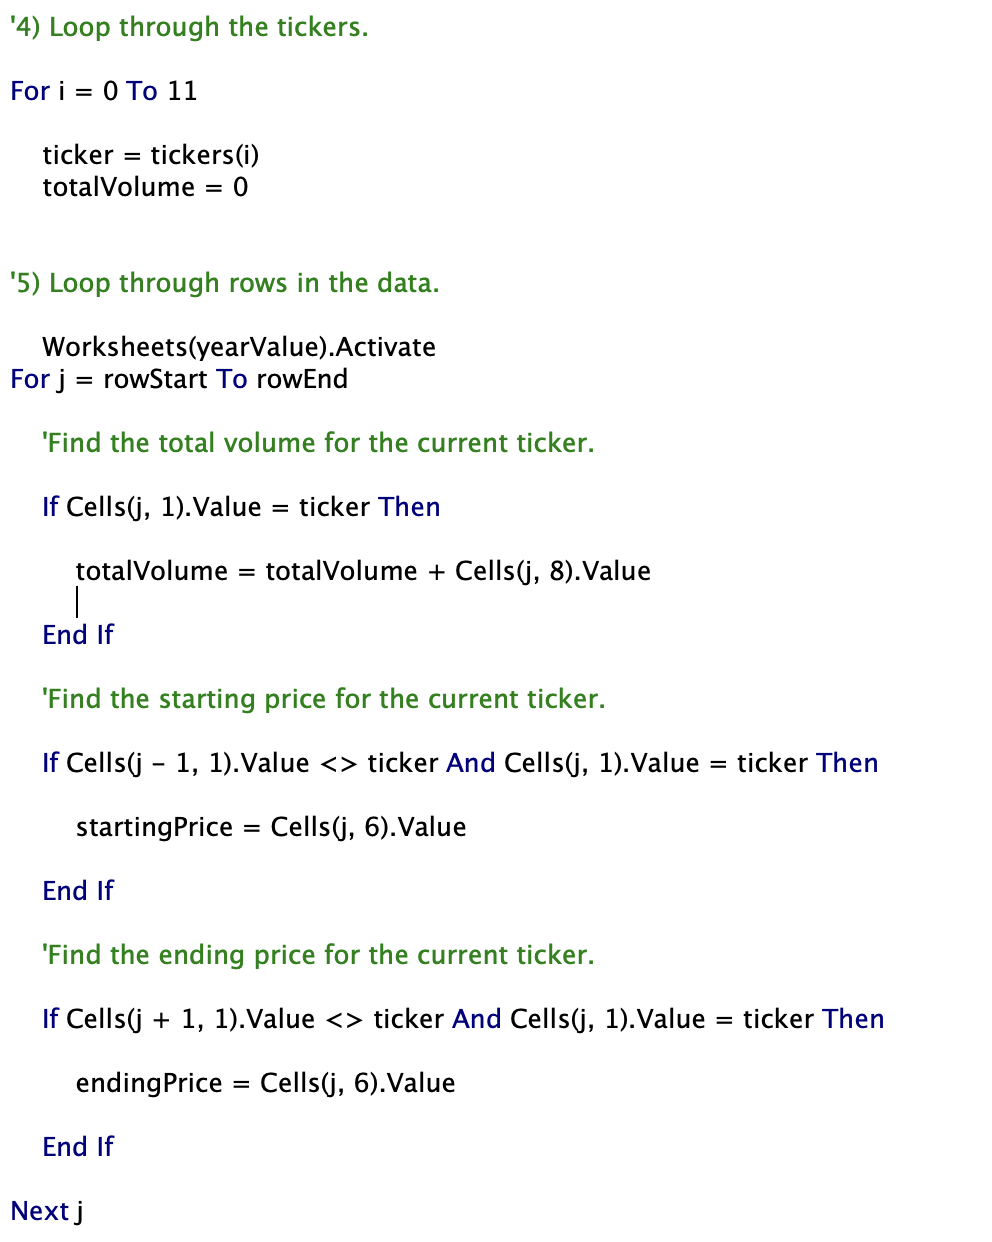 '4) Loop through the tickers.
For i = 0 To 11
ticker = tickers(i)
totalVolume = 0
'5) Loop through rows in the data.
Worksheets(yearValue).Activate
For j = rowStart To rowEnd
'Find the total volume for the current ticker.
If Cells(j, 1).Value = ticker Then
totalVolume = totalVolume + Cells(j, 8).Value
End If
'Find the starting price for the current ticker.
If Cells(j - 1, 1).Value <> ticker And Cells(j, 1).Value = ticker Then
startingPrice = Cells(j, 6).Value
End If
'Find the ending price for the current ticker.
If Cells(j + 1, 1).Value <> ticker And Cells(j, 1).Value = ticker Then
endingPrice = Cells(j, 6).Value
End If
Next j